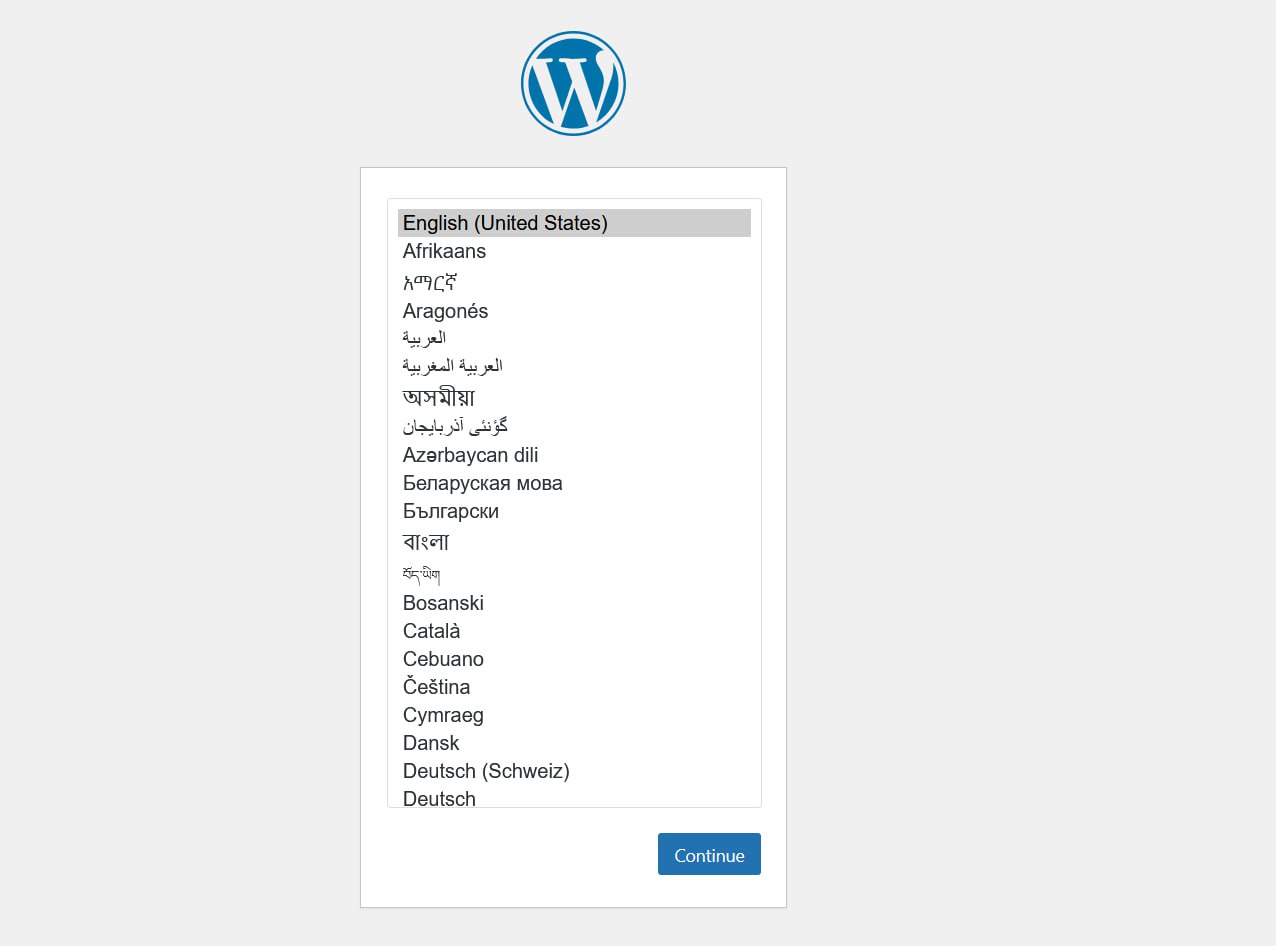 English (United States)
Afrikaans
አማርኛ
Aragonés
العربية
العربية المغربية
অসমীয়া
گؤنئی آذربایجان
Azərbaycan dili
Беларуская мова
Български
বাংলা
བོད་ཡིག
Bosanski
Català
Cebuano
Čeština
Cymraeg
Dansk
Deutsch (Schweiz)
Deutsch
Continue